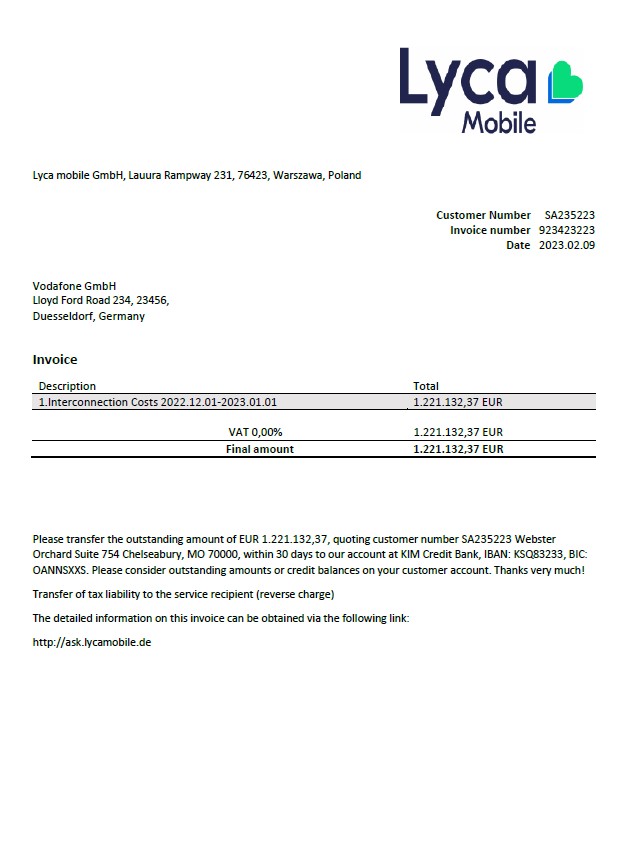 Lyca
Mobile
Lyca mobile GmbH, Lauura Rampway 231, 76423, Warszawa, Poland
Customer Number SA235223
Invoice number 923423223
Date 2023.02.09
Vodafone GmbH
Lloyd Ford Road 234, 23456,
Duesseldorf, Germany
Invoice
Description Total
1.Interconnection Costs 2022.12.01-2023.01.01 1.221.132,37 EUR
VAT 0,00% 1.221.132,37 EUR
Final amount 1.221.132,37 EUR
Please transfer the outstanding amount of EUR 1.221.132,37, quoting customer number SA235223 Webster
Orchard Suite 754 Chelseabury, MO 70000, within 30 days to our account at KIM Credit Bank, IBAN: KSQ83233, BIC:
OANNSXXS. Please consider outstanding amounts or credit balances on your customer account. Thanks very much!
Transfer of tax liability to the service recipient (reverse charge)
The detailed information on this invoice can be obtained via the following link:
http://ask.lycamobile.de